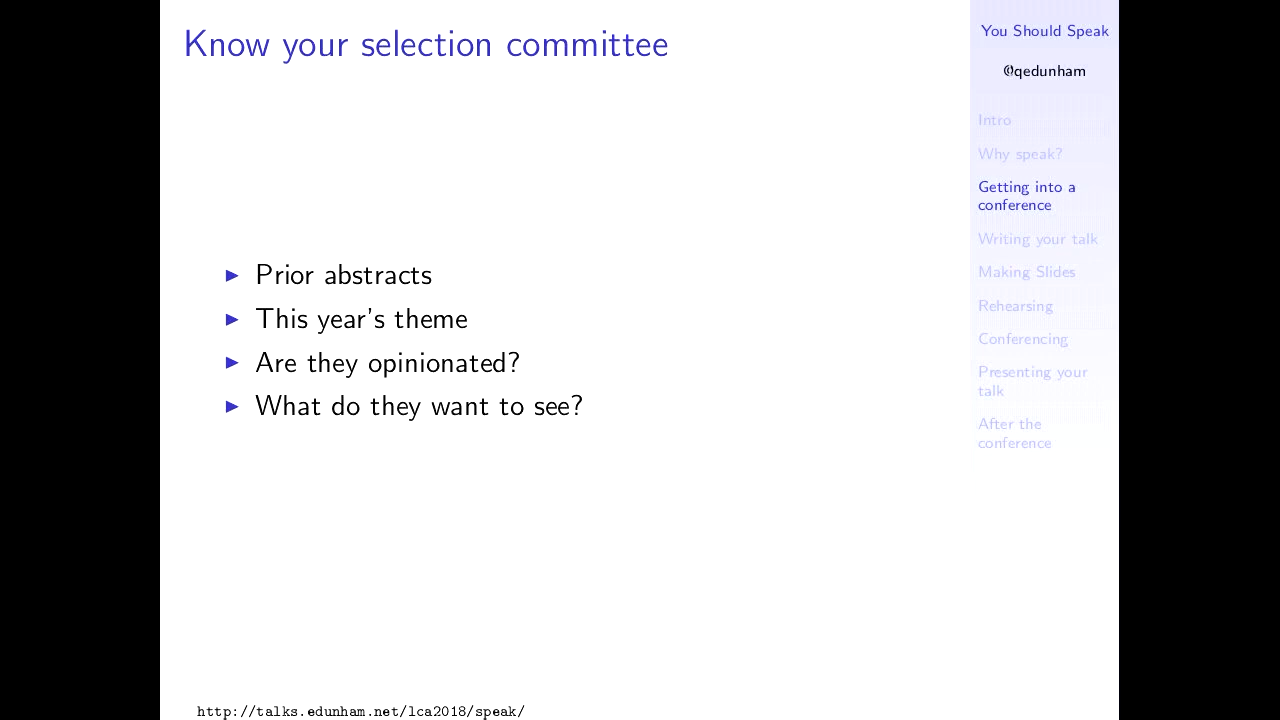 Know your selection committee
Prior abstracts
This year's theme
Are they opinionated?
What do they want to see?
http://talks.edunham.net/lca2018/speak/
You Should Speak
@qedunham
Intro
Why speak?
Getting into a
conference
Writing your talk
Making Slides
Rehearsing
Conferencing
Presenting your
talk
After the
conference